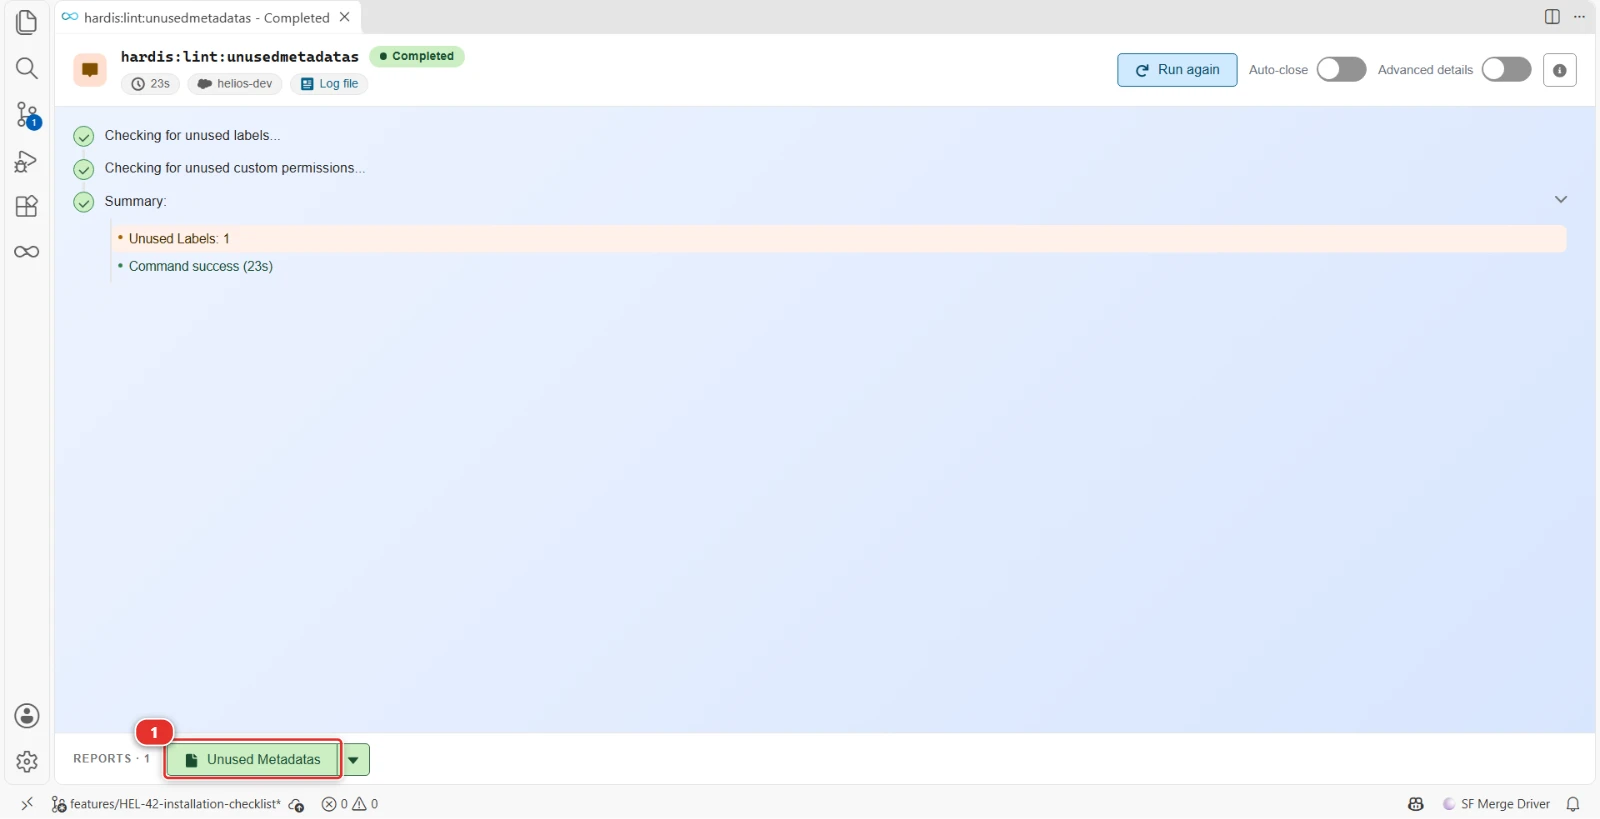 hardis:lint:unusedmetadatas - Completed
hardis:lint:unusedmetadatas
Completed
23s
helios-dev
Log file
Run again
Auto-close
Advanced details
1
Checking for unused labels...
Checking for unused custom permissions...
Summary:
• Unused Labels: 1
• Command success (23s)
1
REPORTS · 1
Unused Metadatas
features/HEL-42-installation-checklist*
0
0
SF Merge Driver